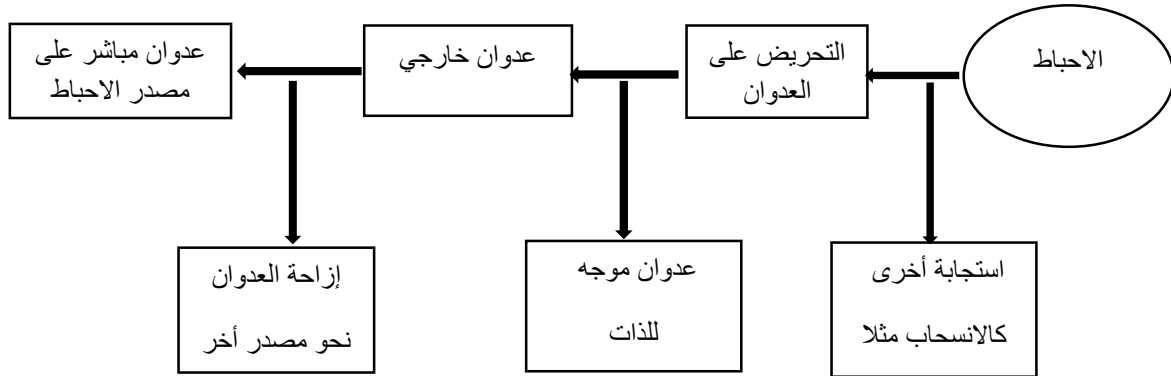 الاحباط
التحريض على
العدوان
عدوان خارجي
عدوان مباشر على
مصدر الاحباط
استجابة أخرى
كالانسحاب مثلا
عدوان موجه
للذات
إزاحة العدوان
نحو مصدر أخر